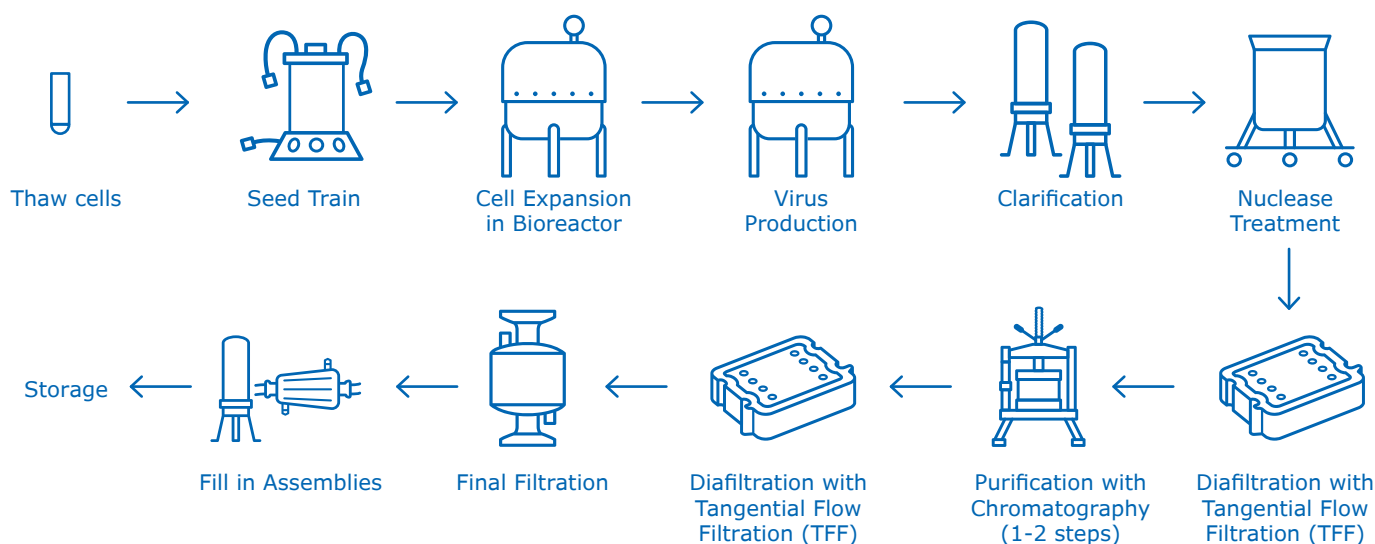 Thaw cells
Seed Train
Cell Expansion
in Bioreactor
Virus
Production
Clarification
Nuclease
Treatment
Storage
Fill in Assemblies
Final Filtration
Diafiltration with
Tangential Flow
Filtration (TFF)
Purification with
Chromatography
(1-2 steps)
Diafiltration with
Tangential Flow
Filtration (TFF)